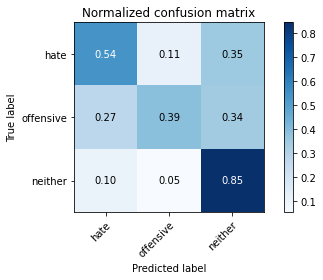 Normalized confusion matrix
True label
hate 0.54 0.11 0.35
offensive 0.27 0.39 0.34
neither 0.10 0.05 0.85
hate offensive neither
Predicted label
0.8
0.7
0.6
0.5
0.4
0.3
0.2
0.1